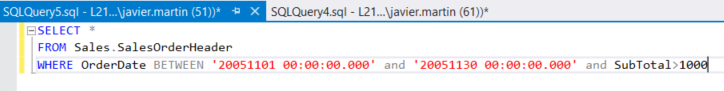 SQLQuery5.sql - L21...\javier.martin (51))* SQLQuery4.sql - L21...\javier.martin (61))*
SELECT *
FROM Sales.SalesOrderHeader
WHERE OrderDate BETWEEN '20051101 00:00:00.000' and '20051130 00:00:00.000' and SubTotal>1000